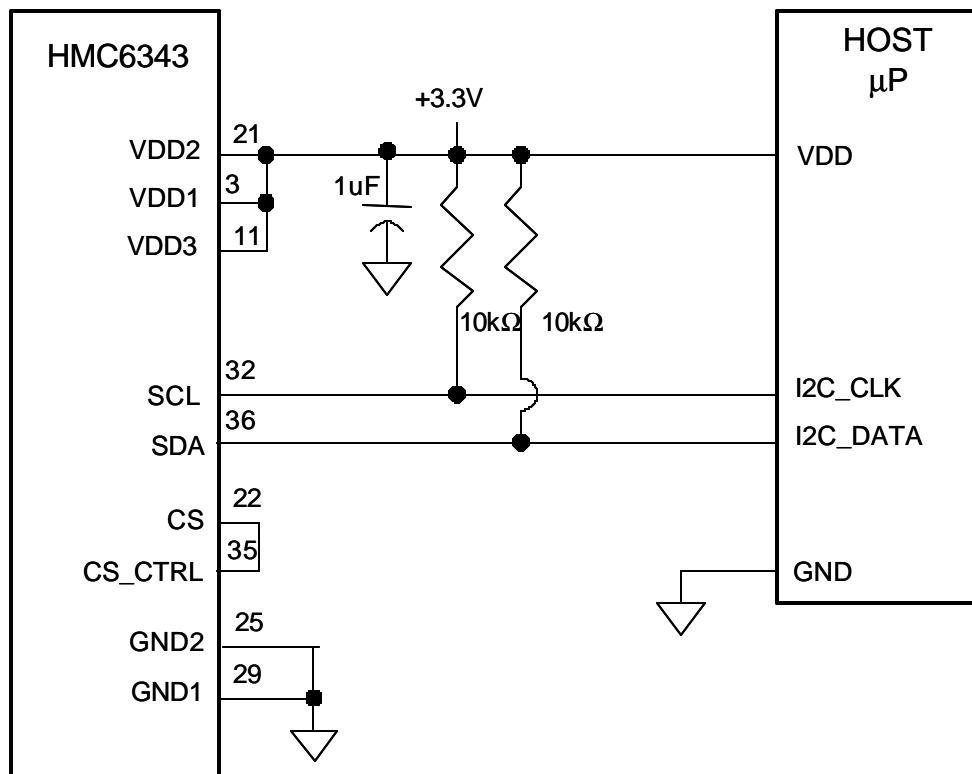 HMC6343
HOST
µP
+3.3V
21
VDD2
VDD
3
1uF
VDD1
11
VDD3
10kΩ
10kΩ
32
SCL
I2C_CLK
36
SDA
I2C_DATA
22
CS
35
CS_CTRL
GND
25
GND2
29
GND1